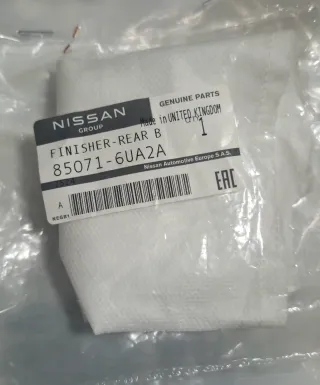 NISSAN
GROUP
GENUINE PARTS
Made in UNITED KINGDOM
FINISHER-REAR B
1
85071-6UA2A
Nissan Automotive Europe S.A.S.
A
EAC